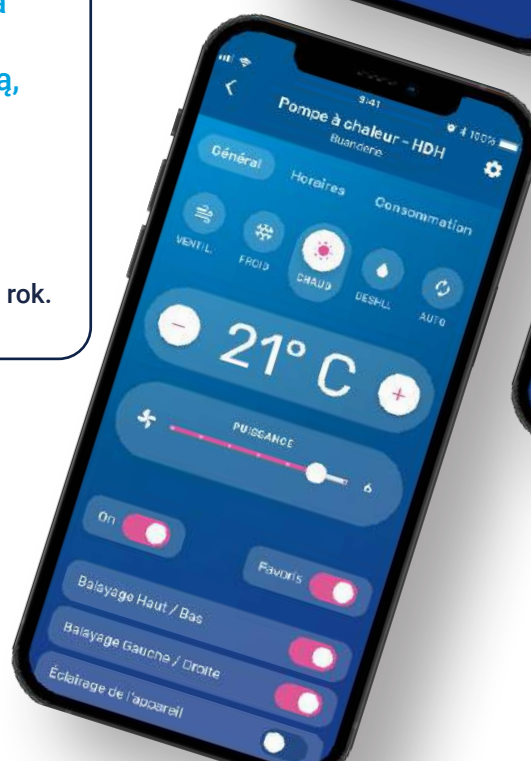 a
ą,
rok.
9:41
100%
Pompe à chaleur - HDH
Buanderie
Général
Horaires
Consommation
VENTIL.
FROID
CHAUD
DESHU.
AUTO
21° C
PUISSANCE
6
On
Favoris
Balayage Haut / Bas
Balayage Gauche / Droite
Éclairage de l'appareil